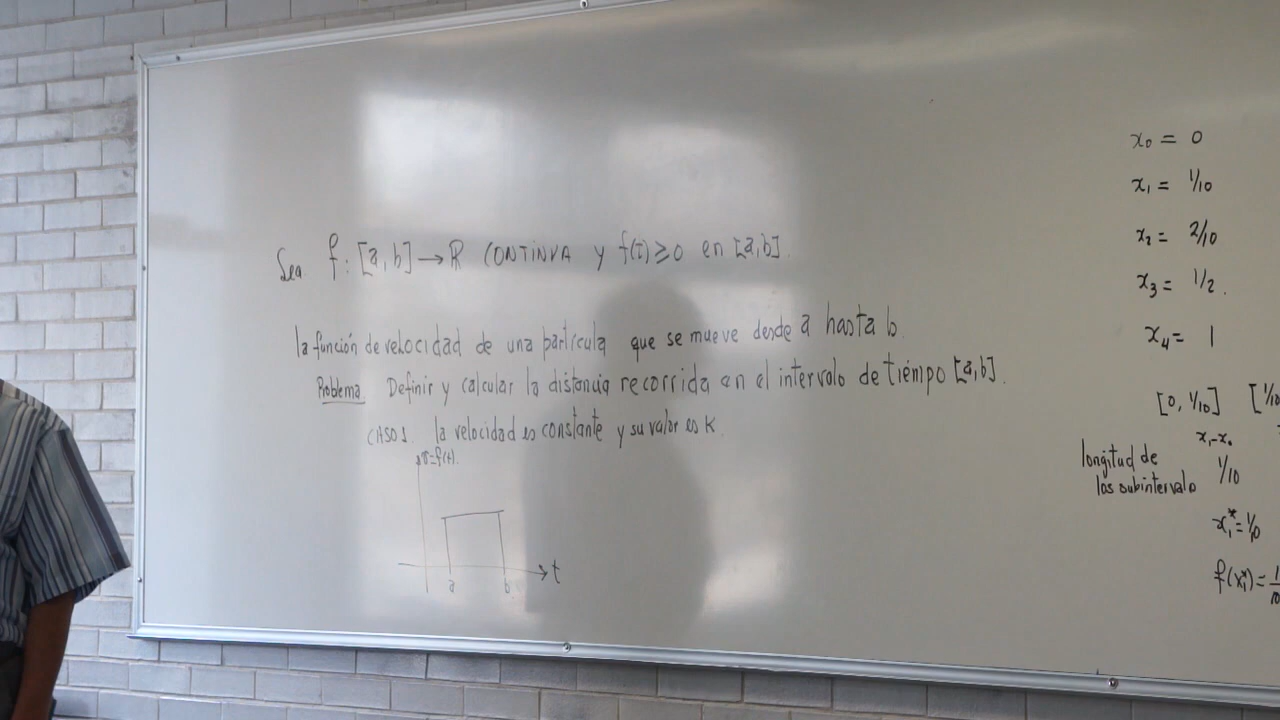 Sea f: [a, b] → R CONTINUA y f(t) ≥ 0 en [a, b].
la función de velocidad de una partícula que se mueve desde a hasta b.
Problema Definir y calcular la distancia recorrida en el intervalo de tiempo [a, b].
CASO 1. la velocidad es constante y su valor es K.
v=f(t).
a b t
x₀ = 0
x₁ = 1/10
x₂ = 2/10
x₃ = 1/2.
x₄ = 1
[0, 1/10] [1/10
x₁-x₀
longitud de
los subintervalo 1/10
x₁* =
f(x₁*) = 1/10